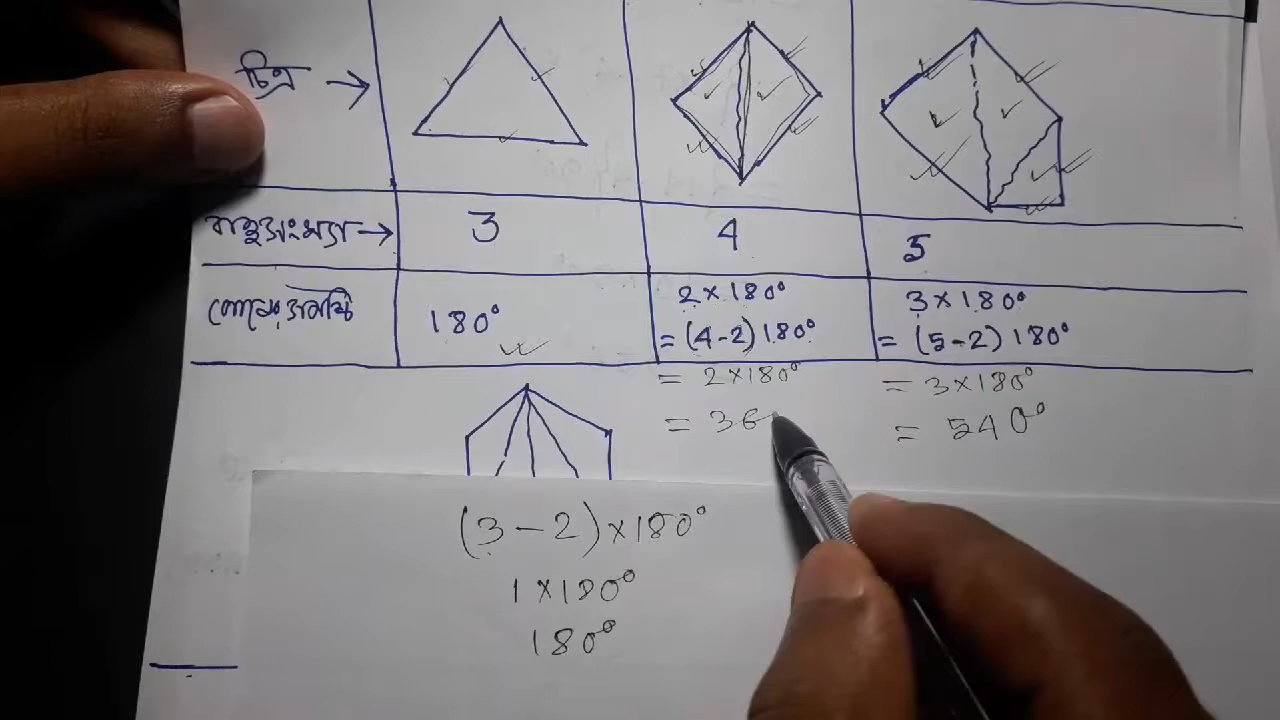 চিত্র →
বাহুসংখ্যা → 3 4 5
কোণের সমষ্টি 180° 2×180° 3×180°
= (4-2) 180° = (5-2) 180°
= 2×180° = 3×180°
= 36 = 540°
(3-2)×180°
1×180°
180°